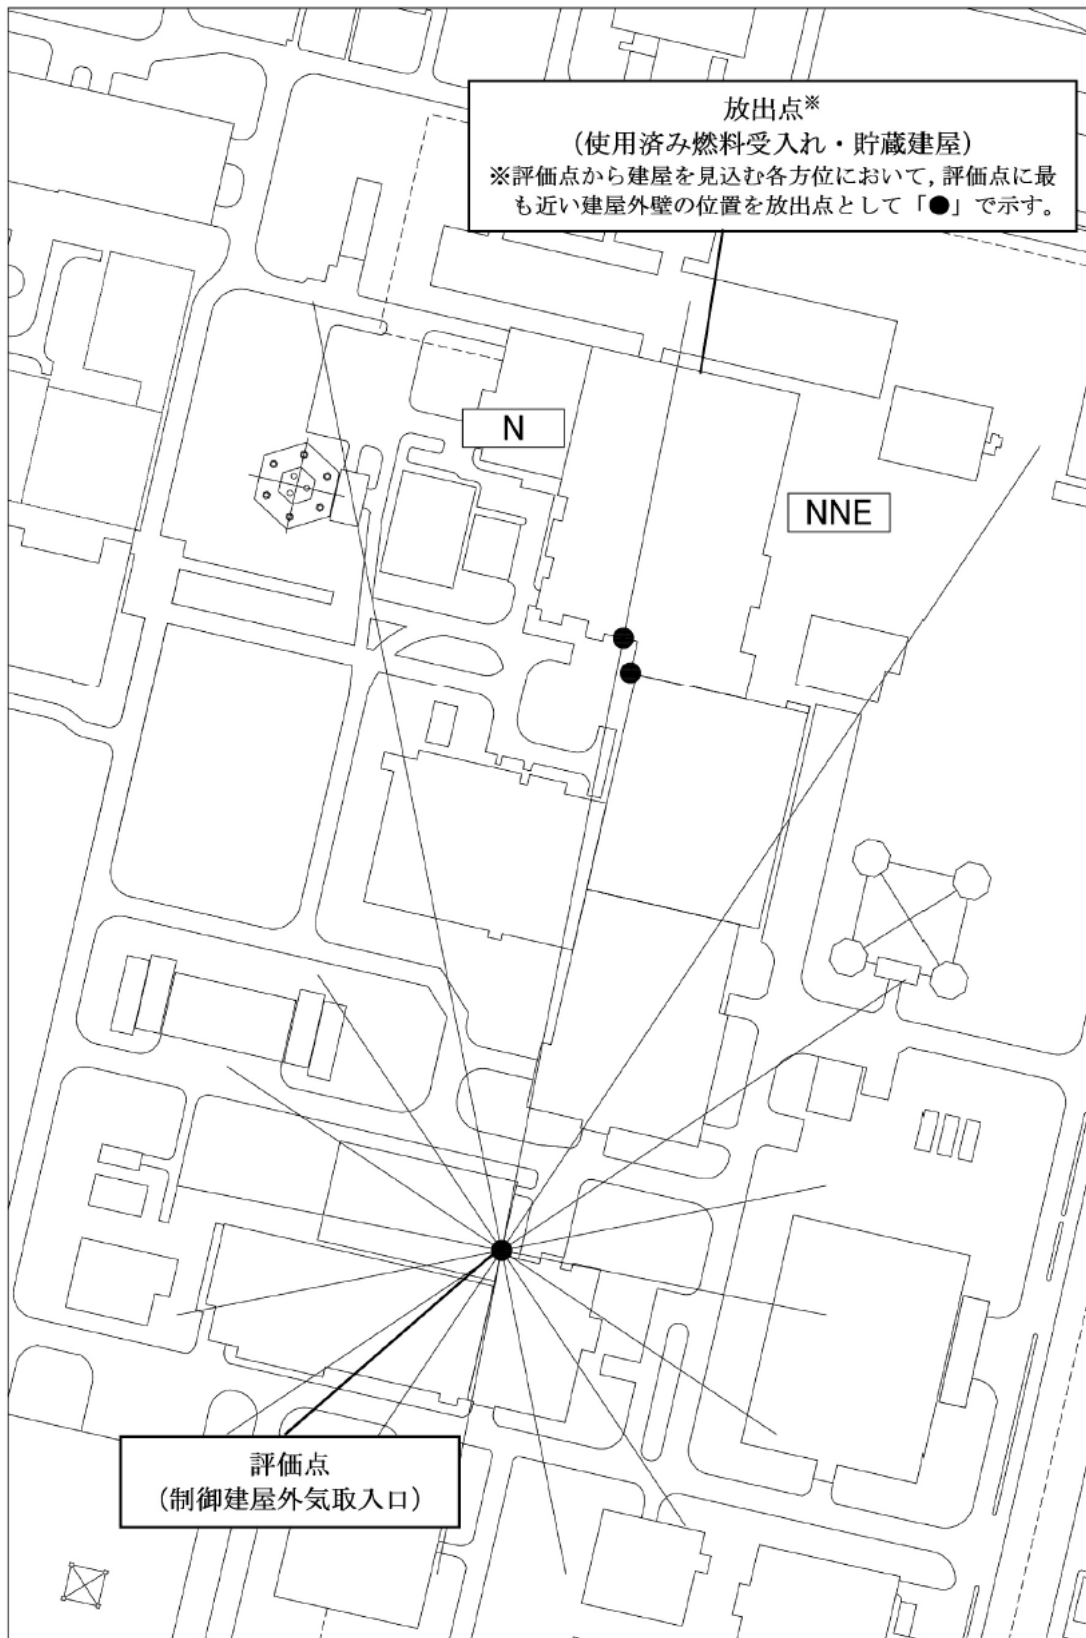 放出点※
（使用済み燃料受入れ・貯蔵建屋）
※評価点から建屋を見込む各方位において，評価点に最
も近い建屋外壁の位置を放出点として「●」で示す。
N
NNE
評価点
（制御建屋外気取入口）